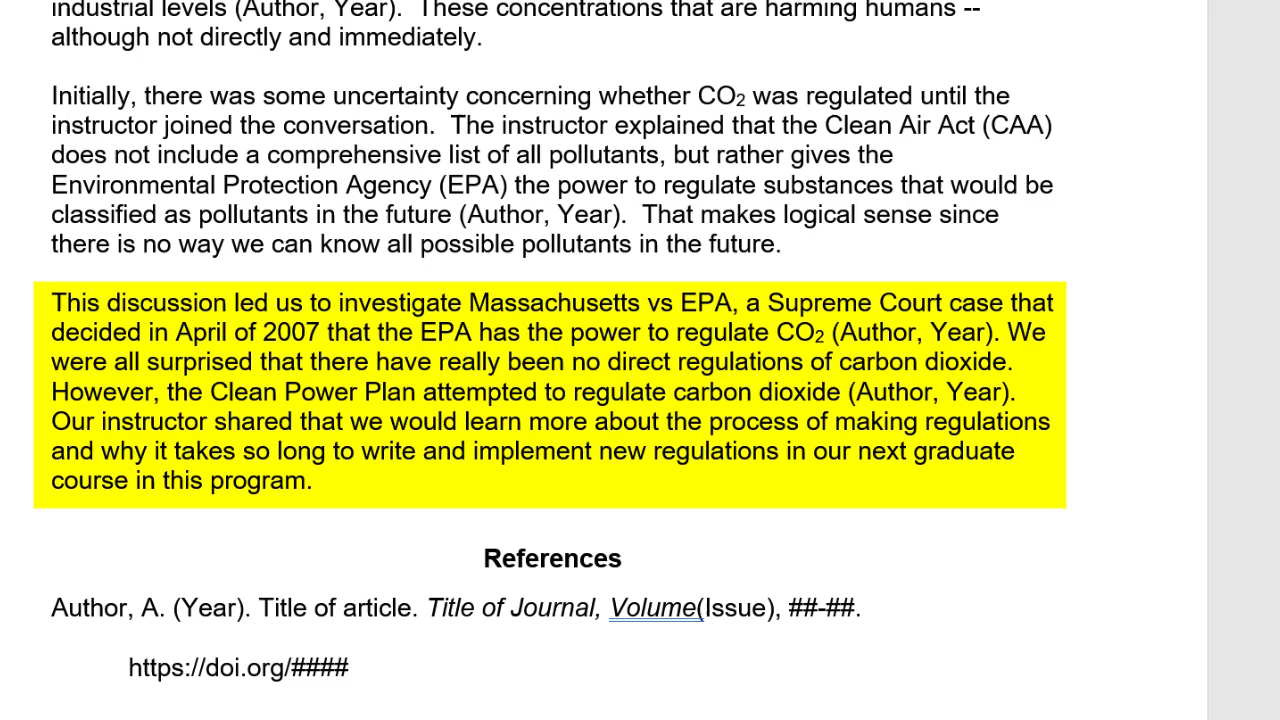 industrial levels (Author, Year).  These concentrations that are harming humans --
although not directly and immediately.
Initially, there was some uncertainty concerning whether CO₂ was regulated until the
instructor joined the conversation.  The instructor explained that the Clean Air Act (CAA)
does not include a comprehensive list of all pollutants, but rather gives the
Environmental Protection Agency (EPA) the power to regulate substances that would be
classified as pollutants in the future (Author, Year).  That makes logical sense since
there is no way we can know all possible pollutants in the future.
This discussion led us to investigate Massachusetts vs EPA, a Supreme Court case that
decided in April of 2007 that the EPA has the power to regulate CO₂ (Author, Year). We
were all surprised that there have really been no direct regulations of carbon dioxide.
However, the Clean Power Plan attempted to regulate carbon dioxide (Author, Year).
Our instructor shared that we would learn more about the process of making regulations
and why it takes so long to write and implement new regulations in our next graduate
course in this program.
References
Author, A. (Year). Title of article. Title of Journal, Volume(Issue), ##-##.
https://doi.org/####